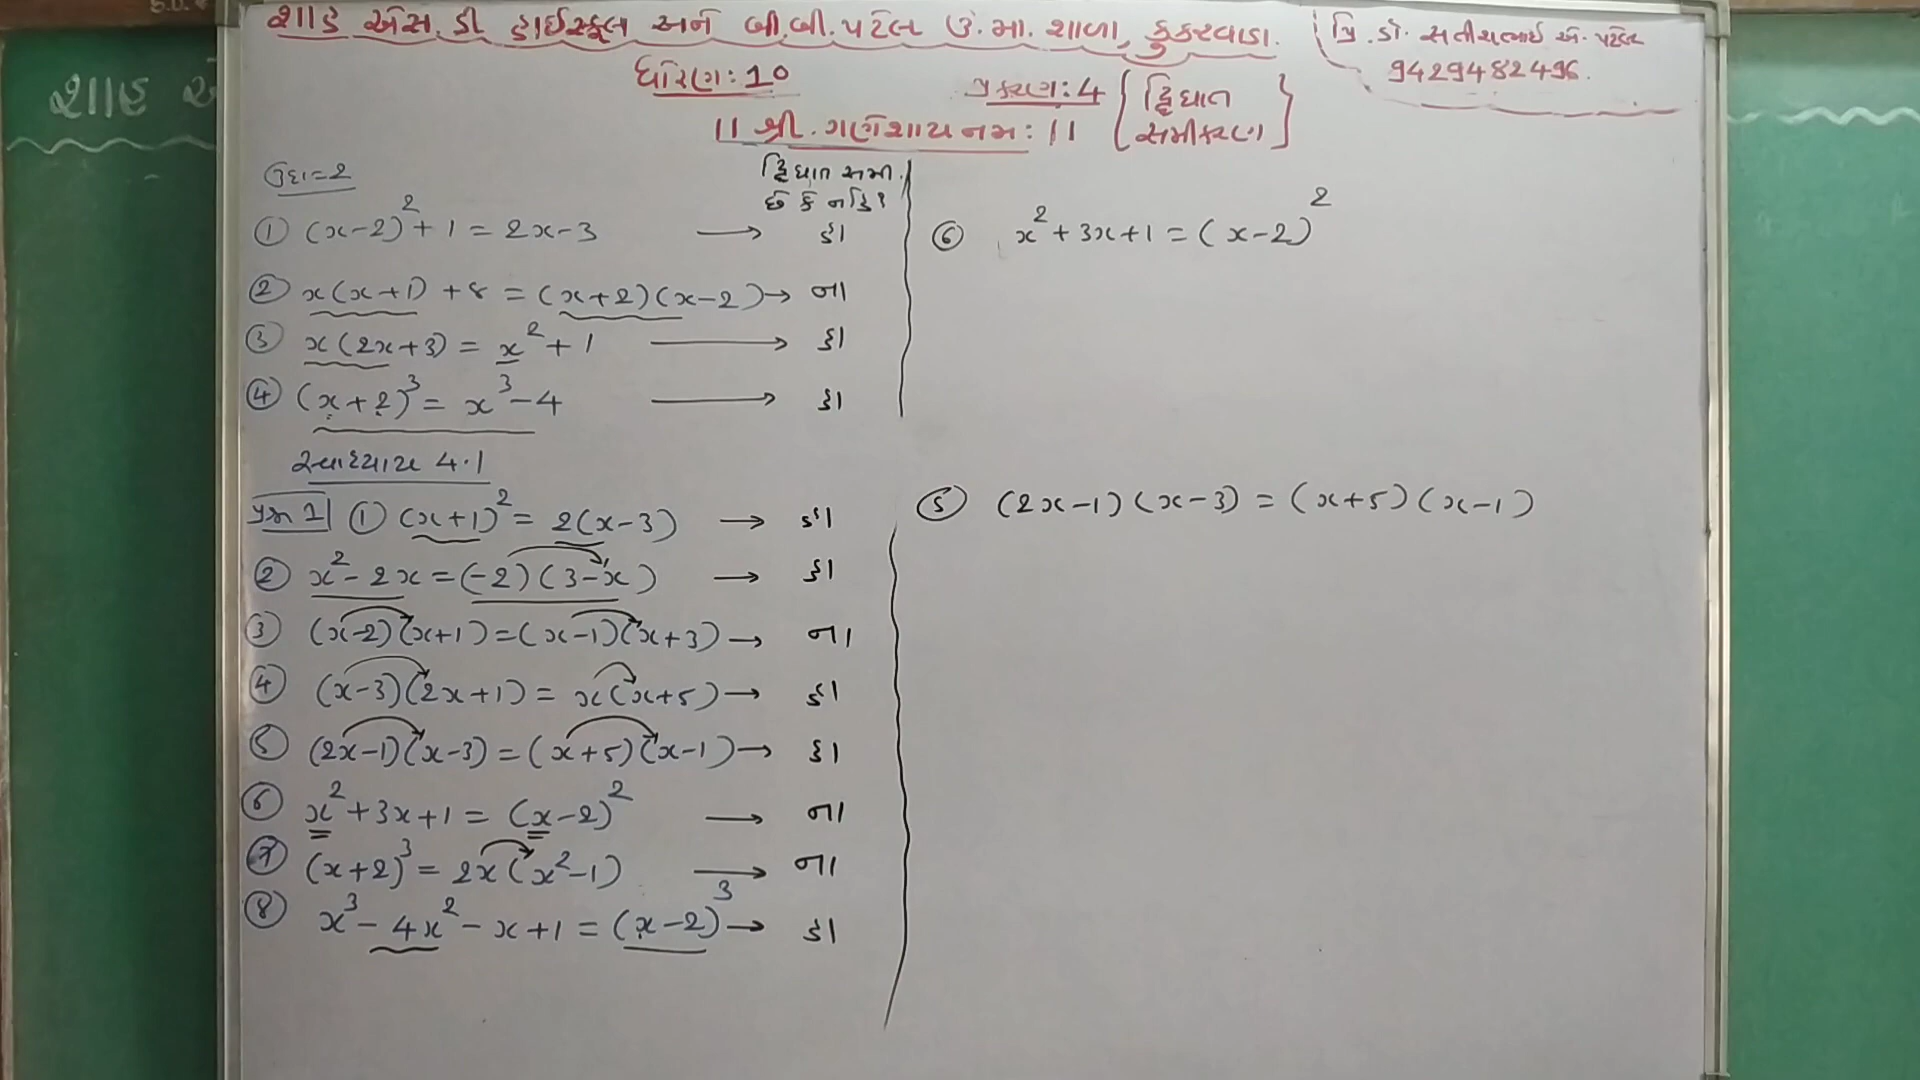 શાહ એસ. ડી હાઈસ્કૂલ અને બી.બી. પટેલ ઉ. મા. શાળા, કુકરવાડા.
પ્રિ. ડૉ. સતીષભાઈ એ. પટેલ
9429482496.
ધોરણ: 10
પ્રકરણ: 4 { દ્વિઘાત સમીકરણ }
|| શ્રી. ગણેશાય નમ: ||
શાહ
ઉદા=2
દ્વિઘાત સમી.
છે કે નહિ?
① (x-2)² + 1 = 2x-3 → હા
② x(x+1) + 8 = (x+2)(x-2) → ના
③ x(2x+3) = x² + 1 → હા
④ (x+2)³ = x³ - 4 → હા
સ્વાધ્યાય 4.1
પ્રશ્ન 1 ① (x+1)² = 2(x-3) → હા
② x² - 2x = (-2)(3-x) → હા
③ (x-2)(x+1) = (x-1)(x+3) → ના
④ (x-3)(2x+1) = x(x+5) → હા
⑤ (2x-1)(x-3) = (x+5)(x-1) → હા
⑥ x² + 3x + 1 = (x-2)² → ના
⑦ (x+2)³ = 2x(x²-1) → ના
⑧ x³ - 4x² - x + 1 = (x-2)³ → હા
⑥ x² + 3x + 1 = (x-2)²
⑤ (2x-1)(x-3) = (x+5)(x-1)